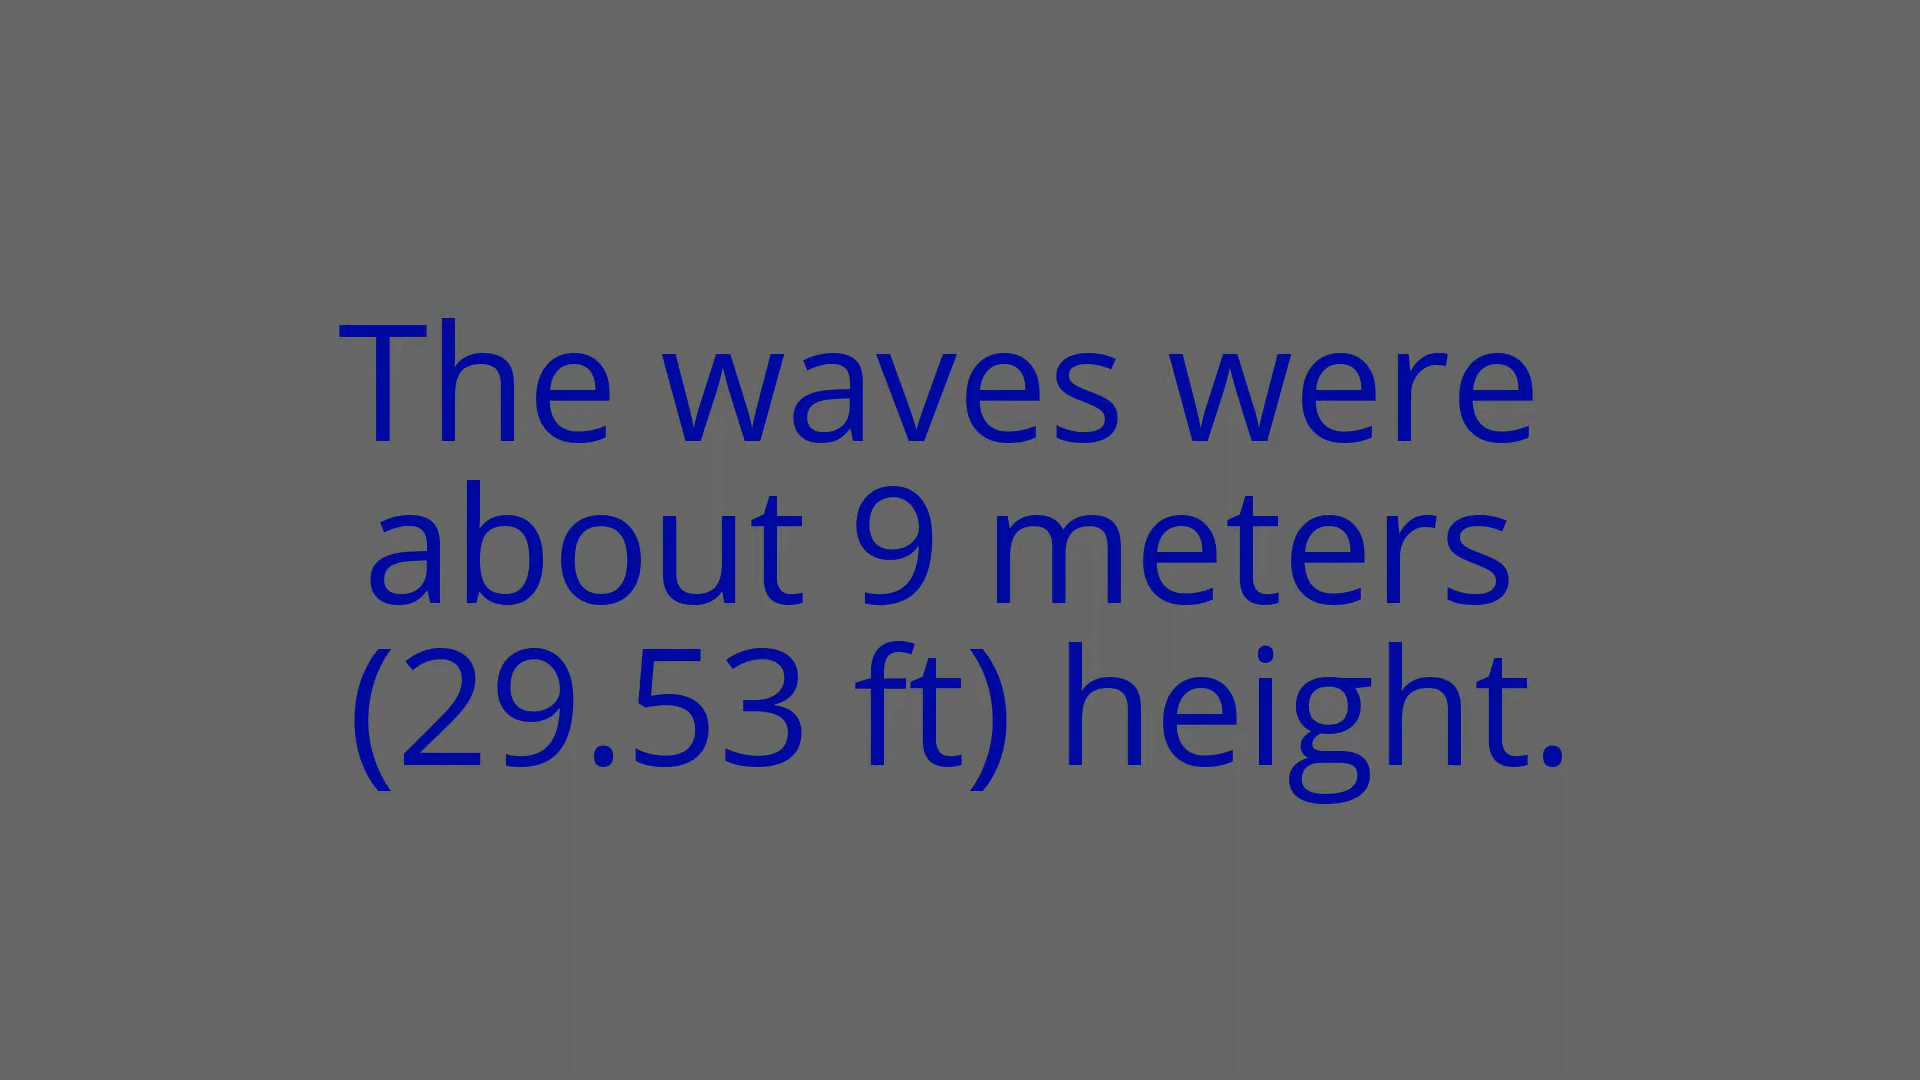 The waves were
about 9 meters
(29.53 ft) height.